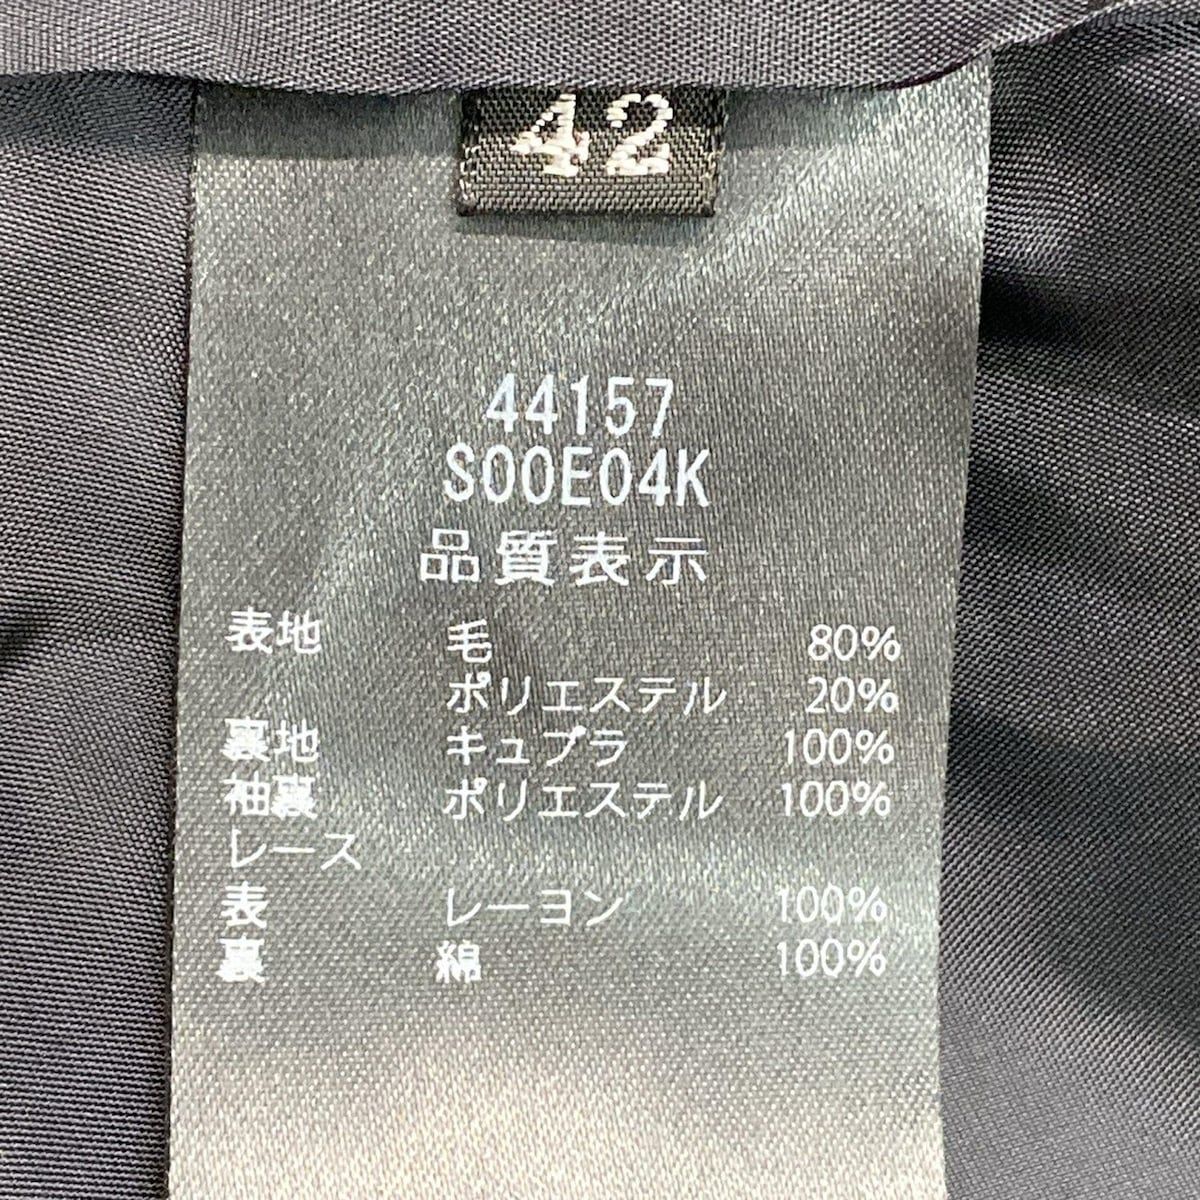 42
44157
S00E04K
品質表示
表地 毛 80%
ポリエステル 20%
裏地 キュプラ 100%
袖裏 ポリエステル 100%
レース
表 レーヨン 100%
裏 綿 100%